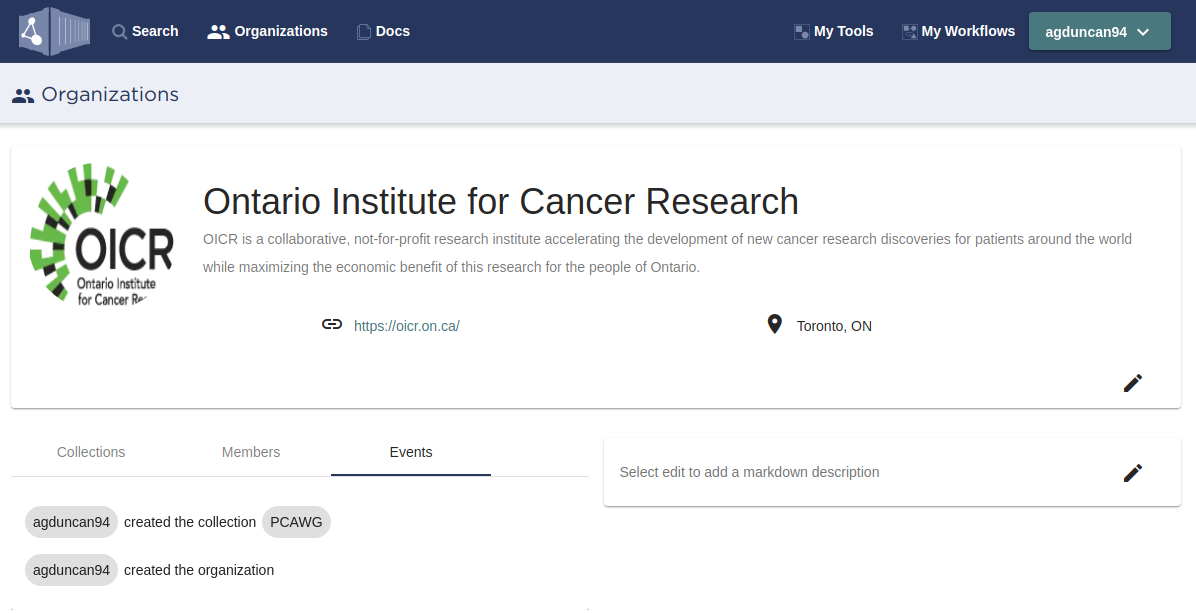 Search Organizations Docs My Tools My Workflows agduncan94
Organizations
OICR
Ontario Institute
for Cancer
Ontario Institute for Cancer Research
OICR is a collaborative, not-for-profit research institute accelerating the development of new cancer research discoveries for patients around the world
while maximizing the economic benefit of this research for the people of Ontario.
https://oicr.on.ca/ Toronto, ON
Collections Members Events
Select edit to add a markdown description
agduncan94 created the collection PCAWG
agduncan94 created the organization